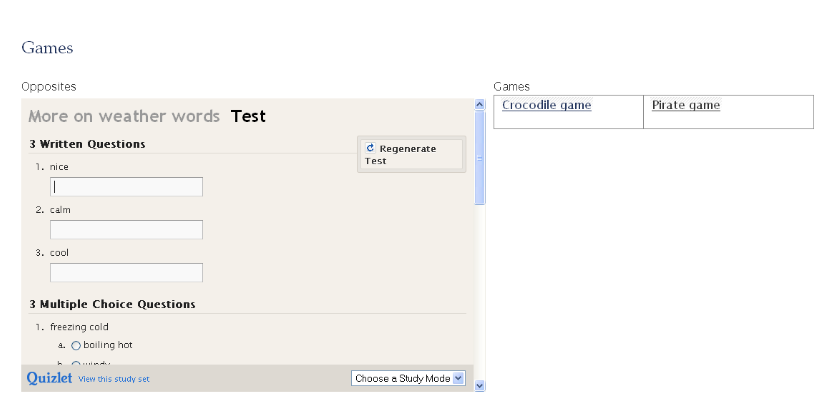 Games
Opposites
More on weather words Test
3 Written Questions
Regenerate
Test
1. nice
2. calm
3. cool
3 Multiple Choice Questions
1. freezing cold
a. boiling hot
b. windy
Quizlet View this study set
Choose a Study Mode
Games
Crocodile game
Pirate game